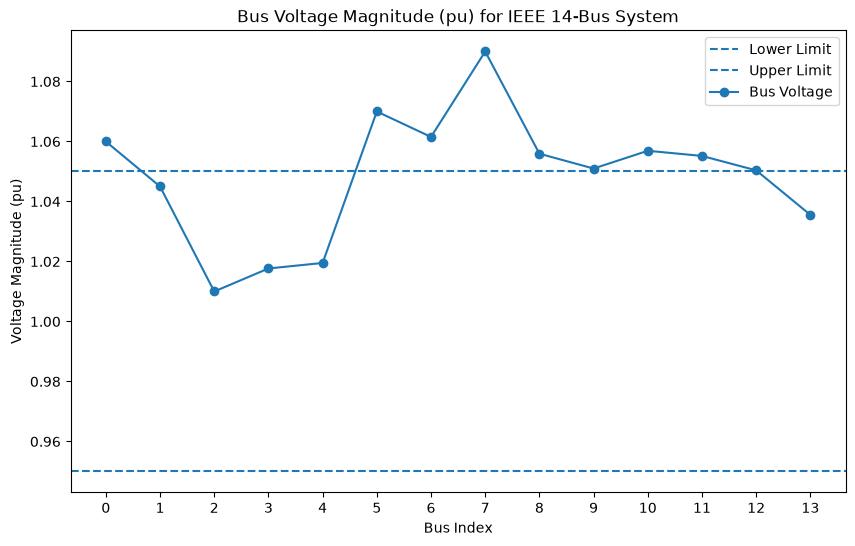 Bus Voltage Magnitude (pu) for IEEE 14-Bus System
Lower Limit
Upper Limit
Bus Voltage
Voltage Magnitude (pu)
1.08
1.06
1.04
1.02
1.00
0.98
0.96
0 1 2 3 4 5 6 7 8 9 10 11 12 13
Bus Index